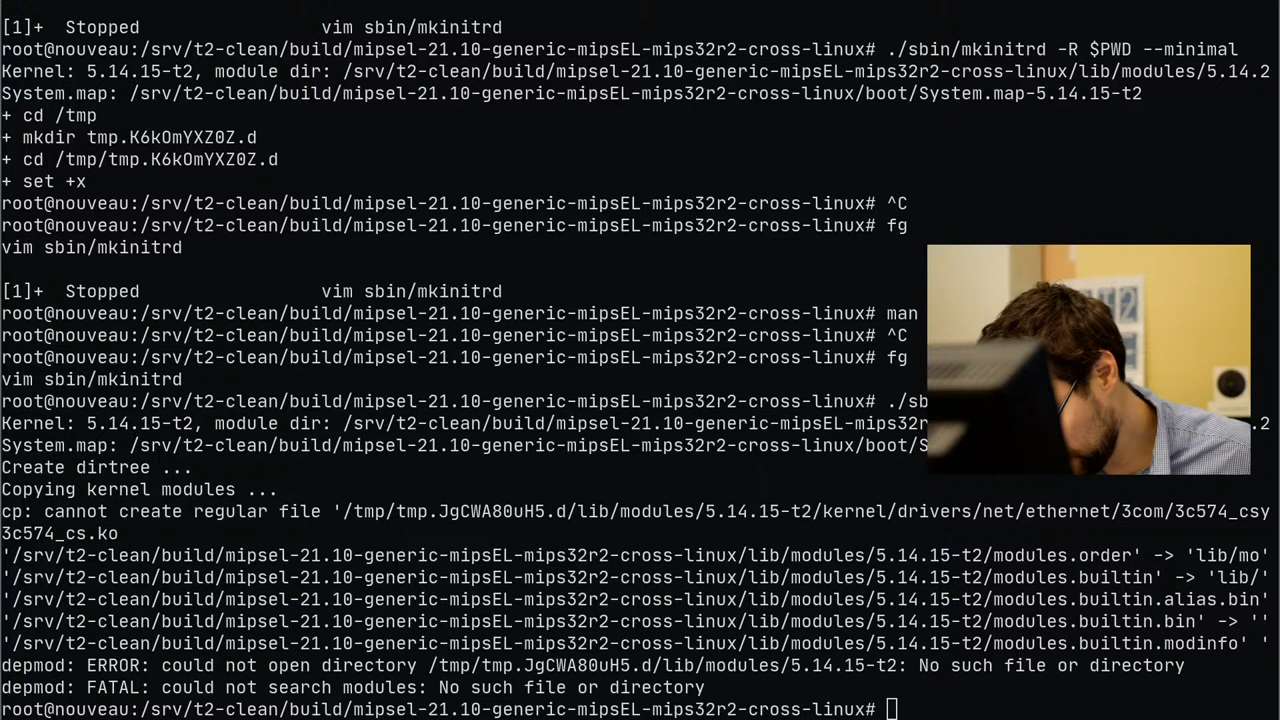 [1]+  Stopped                 vim sbin/mkinitrd
root@nouveau:/srv/t2-clean/build/mipsel-21.10-generic-mipsEL-mips32r2-cross-linux# ./sbin/mkinitrd -R $PWD --minimal
Kernel: 5.14.15-t2, module dir: /srv/t2-clean/build/mipsel-21.10-generic-mipsEL-mips32r2-cross-linux/lib/modules/5.14.2
System.map: /srv/t2-clean/build/mipsel-21.10-generic-mipsEL-mips32r2-cross-linux/boot/System.map-5.14.15-t2
+ cd /tmp
+ mkdir tmp.K6kOmYXZ0Z.d
+ cd /tmp/tmp.K6kOmYXZ0Z.d
+ set +x
root@nouveau:/srv/t2-clean/build/mipsel-21.10-generic-mipsEL-mips32r2-cross-linux# ^C
root@nouveau:/srv/t2-clean/build/mipsel-21.10-generic-mipsEL-mips32r2-cross-linux# fg
vim sbin/mkinitrd
[1]+  Stopped                 vim sbin/mkinitrd
root@nouveau:/srv/t2-clean/build/mipsel-21.10-generic-mipsEL-mips32r2-cross-linux# man
root@nouveau:/srv/t2-clean/build/mipsel-21.10-generic-mipsEL-mips32r2-cross-linux# ^C
root@nouveau:/srv/t2-clean/build/mipsel-21.10-generic-mipsEL-mips32r2-cross-linux# fg
vim sbin/mkinitrd
root@nouveau:/srv/t2-clean/build/mipsel-21.10-generic-mipsEL-mips32r2-cross-linux# ./sb
Kernel: 5.14.15-t2, module dir: /srv/t2-clean/build/mipsel-21.10-generic-mipsEL-mips32r2 .2
System.map: /srv/t2-clean/build/mipsel-21.10-generic-mipsEL-mips32r2-cross-linux/boot/S
Create dirtree ...
Copying kernel modules ...
cp: cannot create regular file '/tmp/tmp.JgCWA80uH5.d/lib/modules/5.14.15-t2/kernel/drivers/net/ethernet/3com/3c574_csy
3c574_cs.ko
'/srv/t2-clean/build/mipsel-21.10-generic-mipsEL-mips32r2-cross-linux/lib/modules/5.14.15-t2/modules.order' -> 'lib/mo'
'/srv/t2-clean/build/mipsel-21.10-generic-mipsEL-mips32r2-cross-linux/lib/modules/5.14.15-t2/modules.builtin' -> 'lib/'
'/srv/t2-clean/build/mipsel-21.10-generic-mipsEL-mips32r2-cross-linux/lib/modules/5.14.15-t2/modules.builtin.alias.bin'
'/srv/t2-clean/build/mipsel-21.10-generic-mipsEL-mips32r2-cross-linux/lib/modules/5.14.15-t2/modules.builtin.bin' -> ''
'/srv/t2-clean/build/mipsel-21.10-generic-mipsEL-mips32r2-cross-linux/lib/modules/5.14.15-t2/modules.builtin.modinfo' '
depmod: ERROR: could not open directory /tmp/tmp.JgCWA80uH5.d/lib/modules/5.14.15-t2: No such file or directory
depmod: FATAL: could not search modules: No such file or directory
root@nouveau:/srv/t2-clean/build/mipsel-21.10-generic-mipsEL-mips32r2-cross-linux#